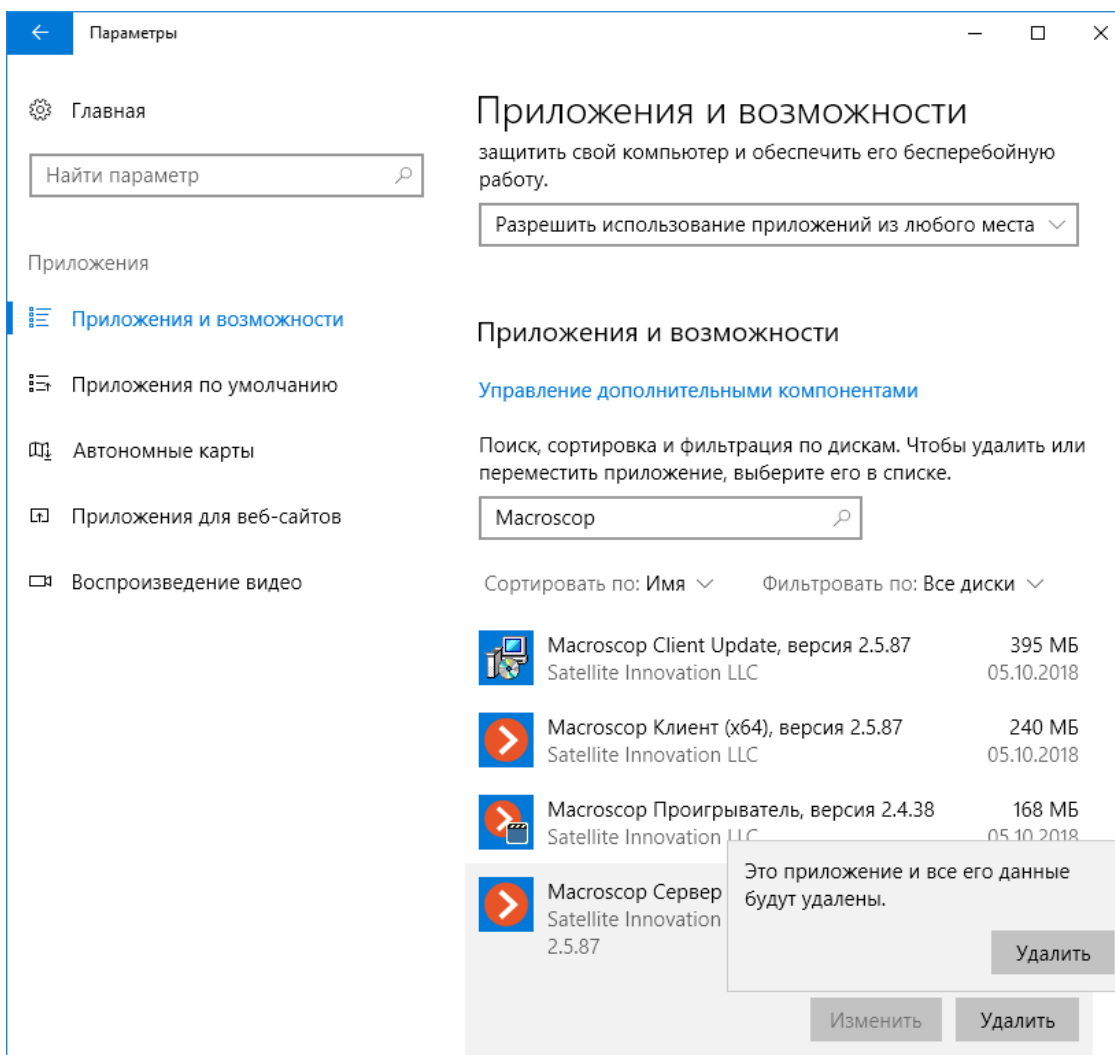 Параметры
Главная
Найти параметр
Приложения
Приложения и возможности
Приложения по умолчанию
Автономные карты
Приложения для веб-сайтов
Воспроизведение видео
Приложения и возможности
защитить свой компьютер и обеспечить его бесперебойную
работу.
Разрешить использование приложений из любого места
Приложения и возможности
Управление дополнительными компонентами
Поиск, сортировка и фильтрация по дискам. Чтобы удалить или
переместить приложение, выберите его в списке.
Macroscop
Сортировать по: Имя Фильтровать по: Все диски
Macroscop Client Update, версия 2.5.87 395 МБ
Satellite Innovation LLC 05.10.2018
Macroscop Клиент (x64), версия 2.5.87 240 МБ
Satellite Innovation LLC 05.10.2018
Macroscop Проигрыватель, версия 2.4.38 168 МБ
Satellite Innovation LLC 05.10.2018
Macroscop Сервер
Satellite Innovation
2.5.87
Это приложение и все его данные
будут удалены.
Удалить
Изменить Удалить